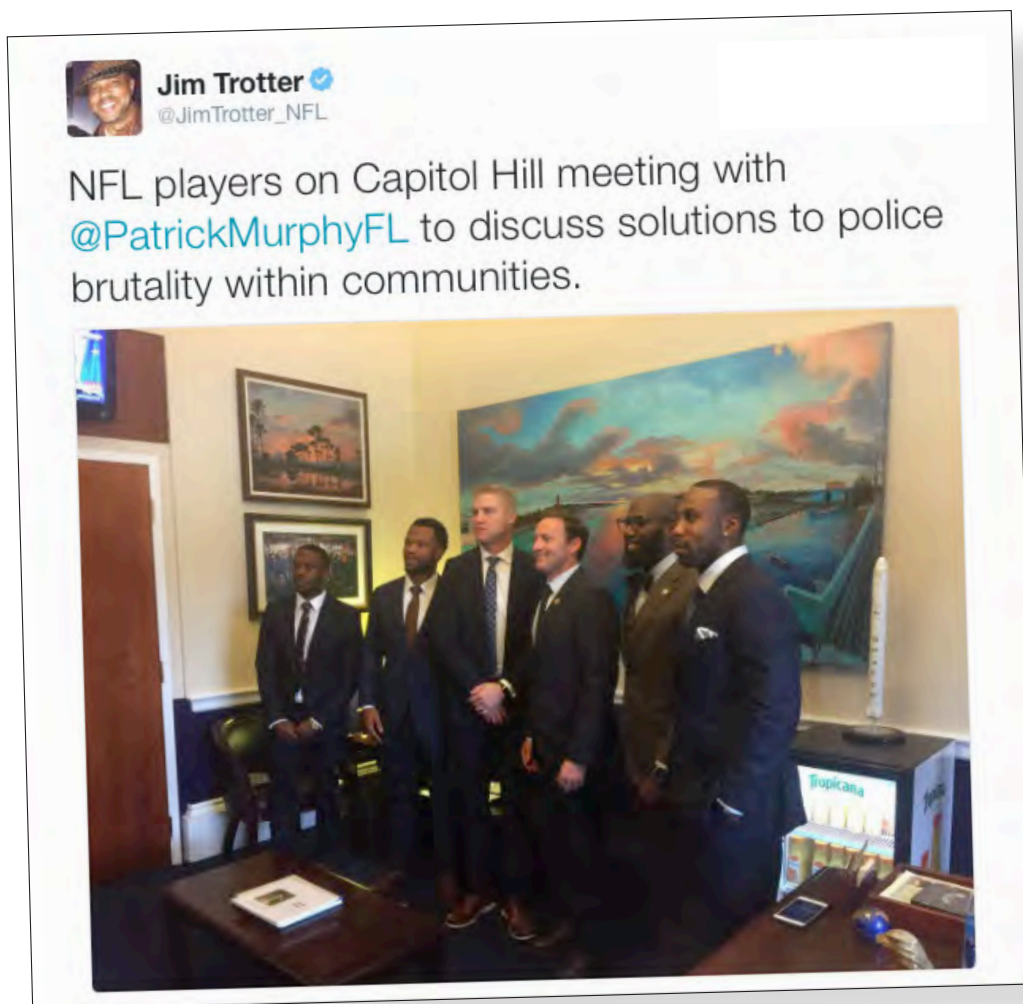 Jim Trotter
@JimTrotter_NFL
NFL players on Capitol Hill meeting with
@PatrickMurphyFL to discuss solutions to police
brutality within communities.
Tropicana